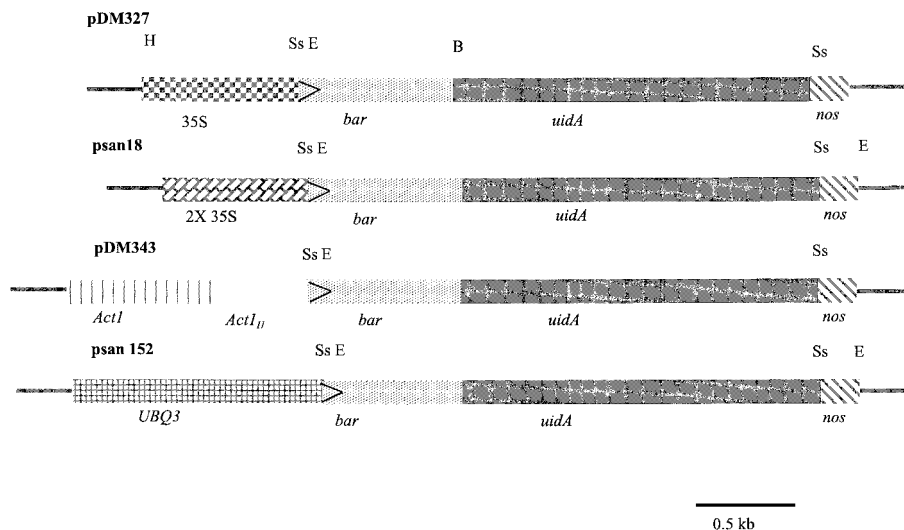 pDM327
H Ss E B Ss
35S bar uidA nos
psan18
Ss E Ss E
2X 35S bar uidA nos
pDM343
Ss E Ss
Act1 Act1II bar uidA nos
psan 152
Ss E Ss E
UBQ3 bar uidA nos
0.5 kb